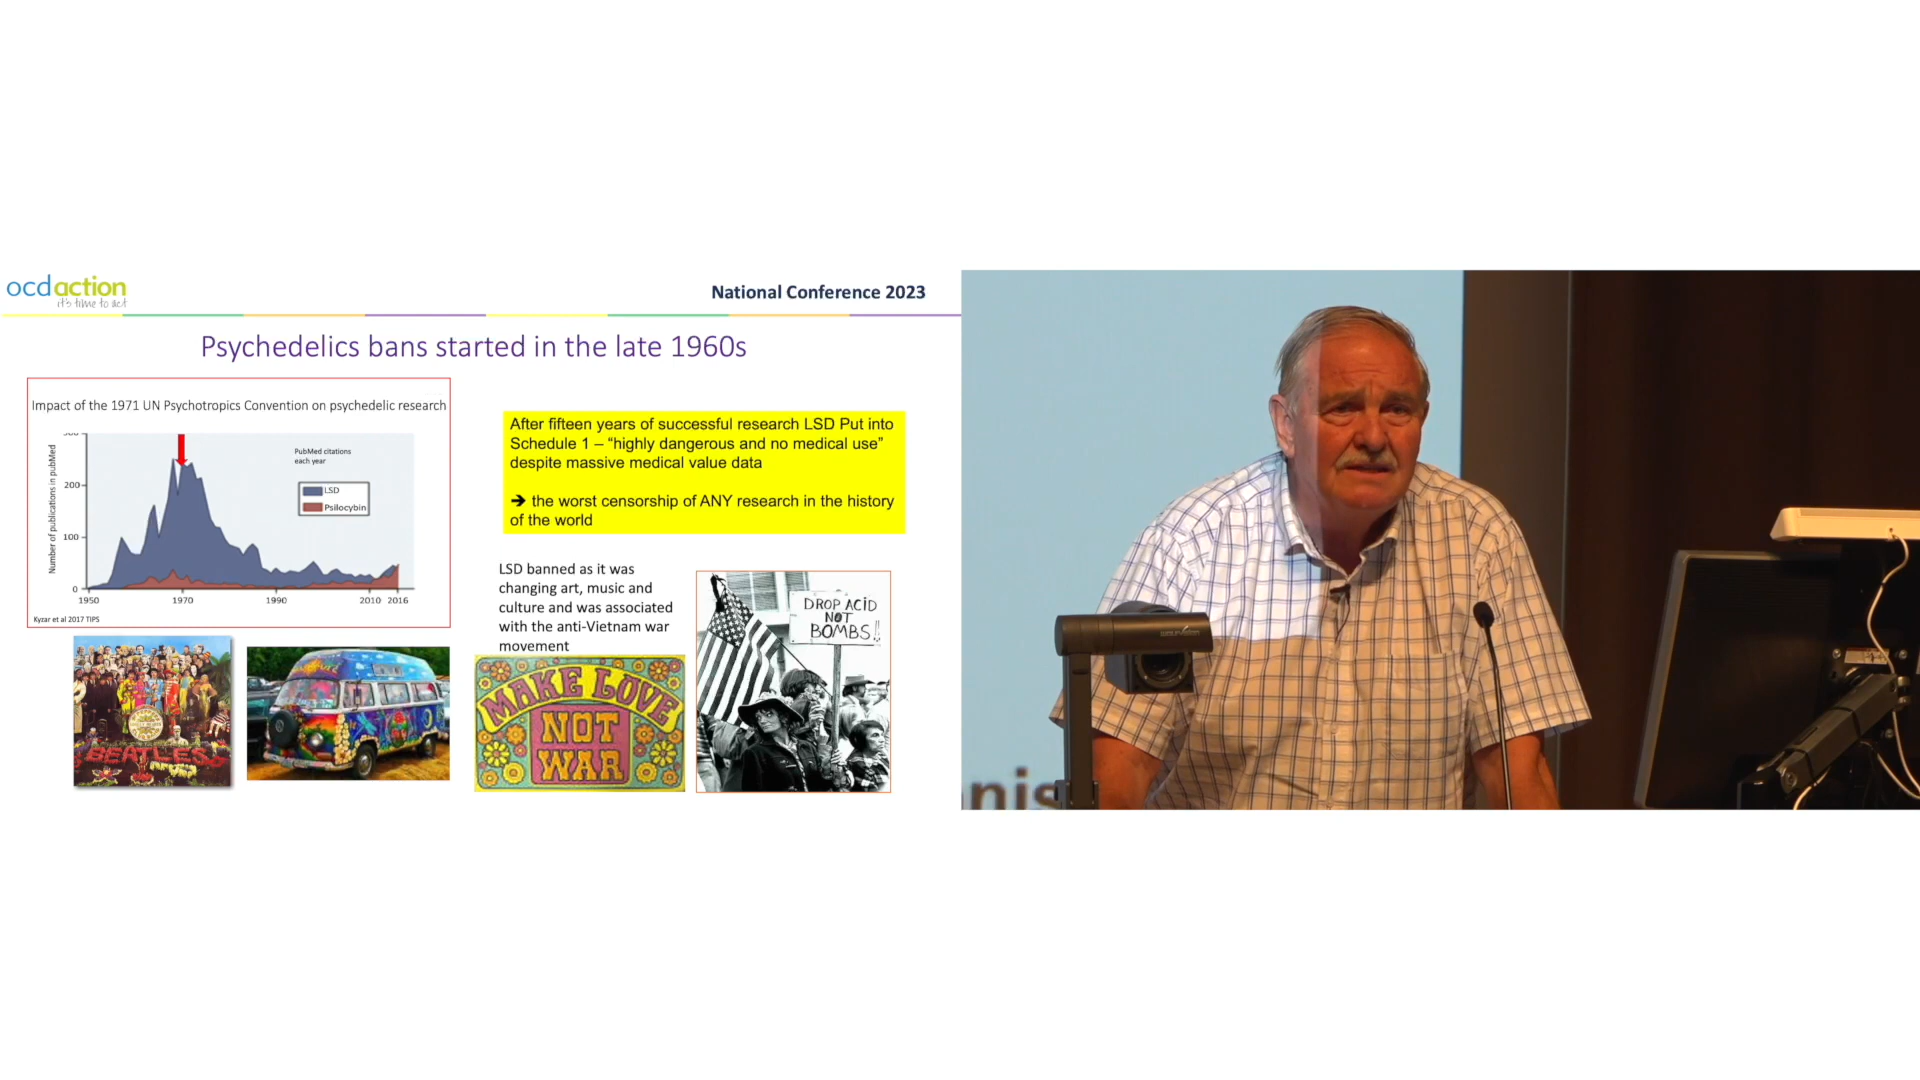 ocdaction
it's time to act
National Conference 2023
Psychedelics bans started in the late 1960s
Impact of the 1971 UN Psychotropics Convention on psychedelic research
Number of publications in pubMed
300
200
100
0
1950
1970
1990
2010
2016
PubMed citations
each year
LSD
Psilocybin
Kyzar et al 2017 TIPS
After fifteen years of successful research LSD Put into
Schedule 1 – “highly dangerous and no medical use”
despite massive medical value data
➔ the worst censorship of ANY research in the history
of the world
LSD banned as it was
changing art, music and
culture and was associated
with the anti-Vietnam war
movement
BEATLES
MAKE LOVE
NOT
WAR
DROP ACID
NOT
BOMBS!!
nis